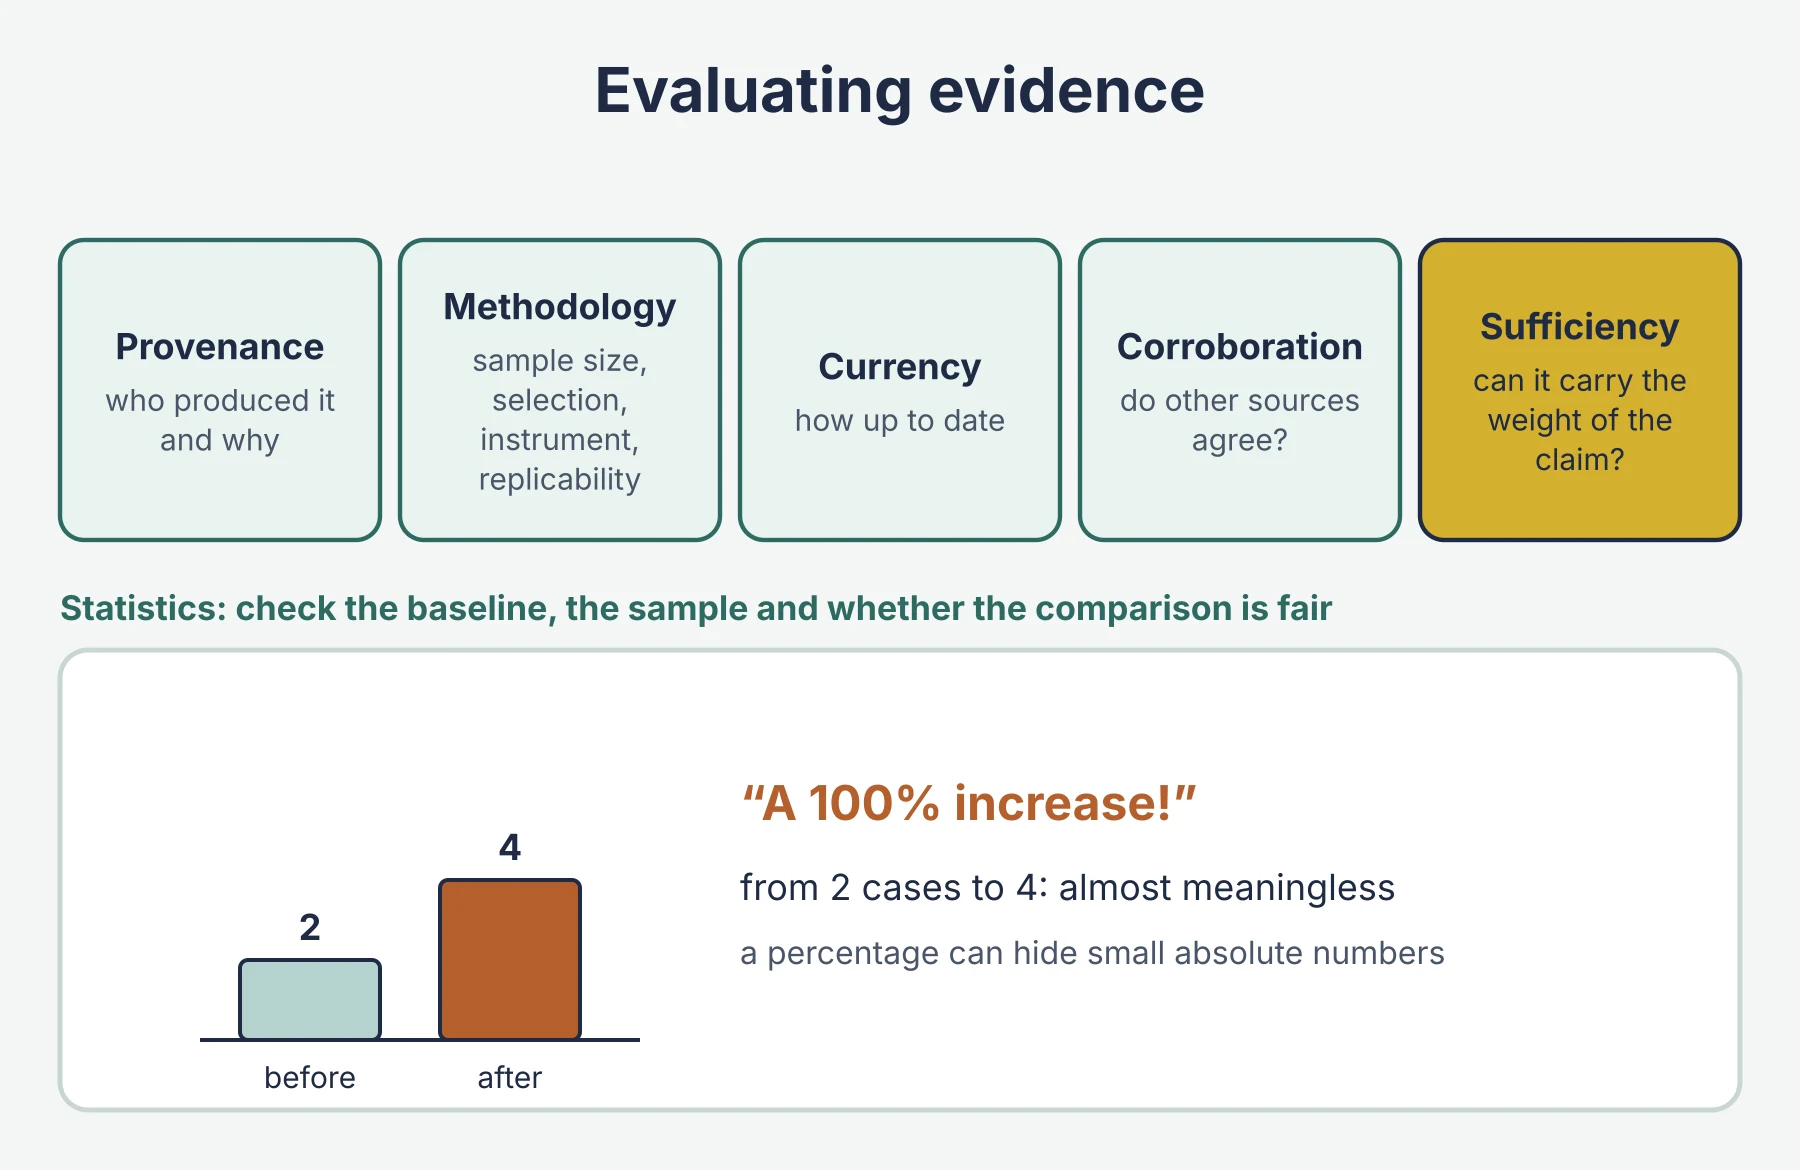 Evaluating evidence
Provenance
who produced it
and why
Methodology
sample size,
selection,
instrument,
replicability
Currency
how up to date
Corroboration
do other sources
agree?
Sufficiency
can it carry the
weight of the
claim?
Statistics: check the baseline, the sample and whether the comparison is fair
2
before
4
after
“A 100% increase!”
from 2 cases to 4: almost meaningless
a percentage can hide small absolute numbers